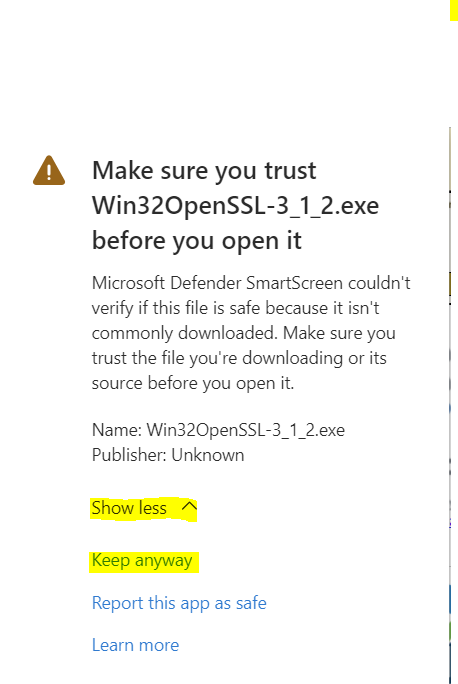 Make sure you trust
Win32OpenSSL-3_1_2.exe
before you open it
Microsoft Defender SmartScreen couldn't
verify if this file is safe because it isn't
commonly downloaded. Make sure you
trust the file you're downloading or its
source before you open it.
Name: Win32OpenSSL-3_1_2.exe
Publisher: Unknown
Show less
Keep anyway
Report this app as safe
Learn more